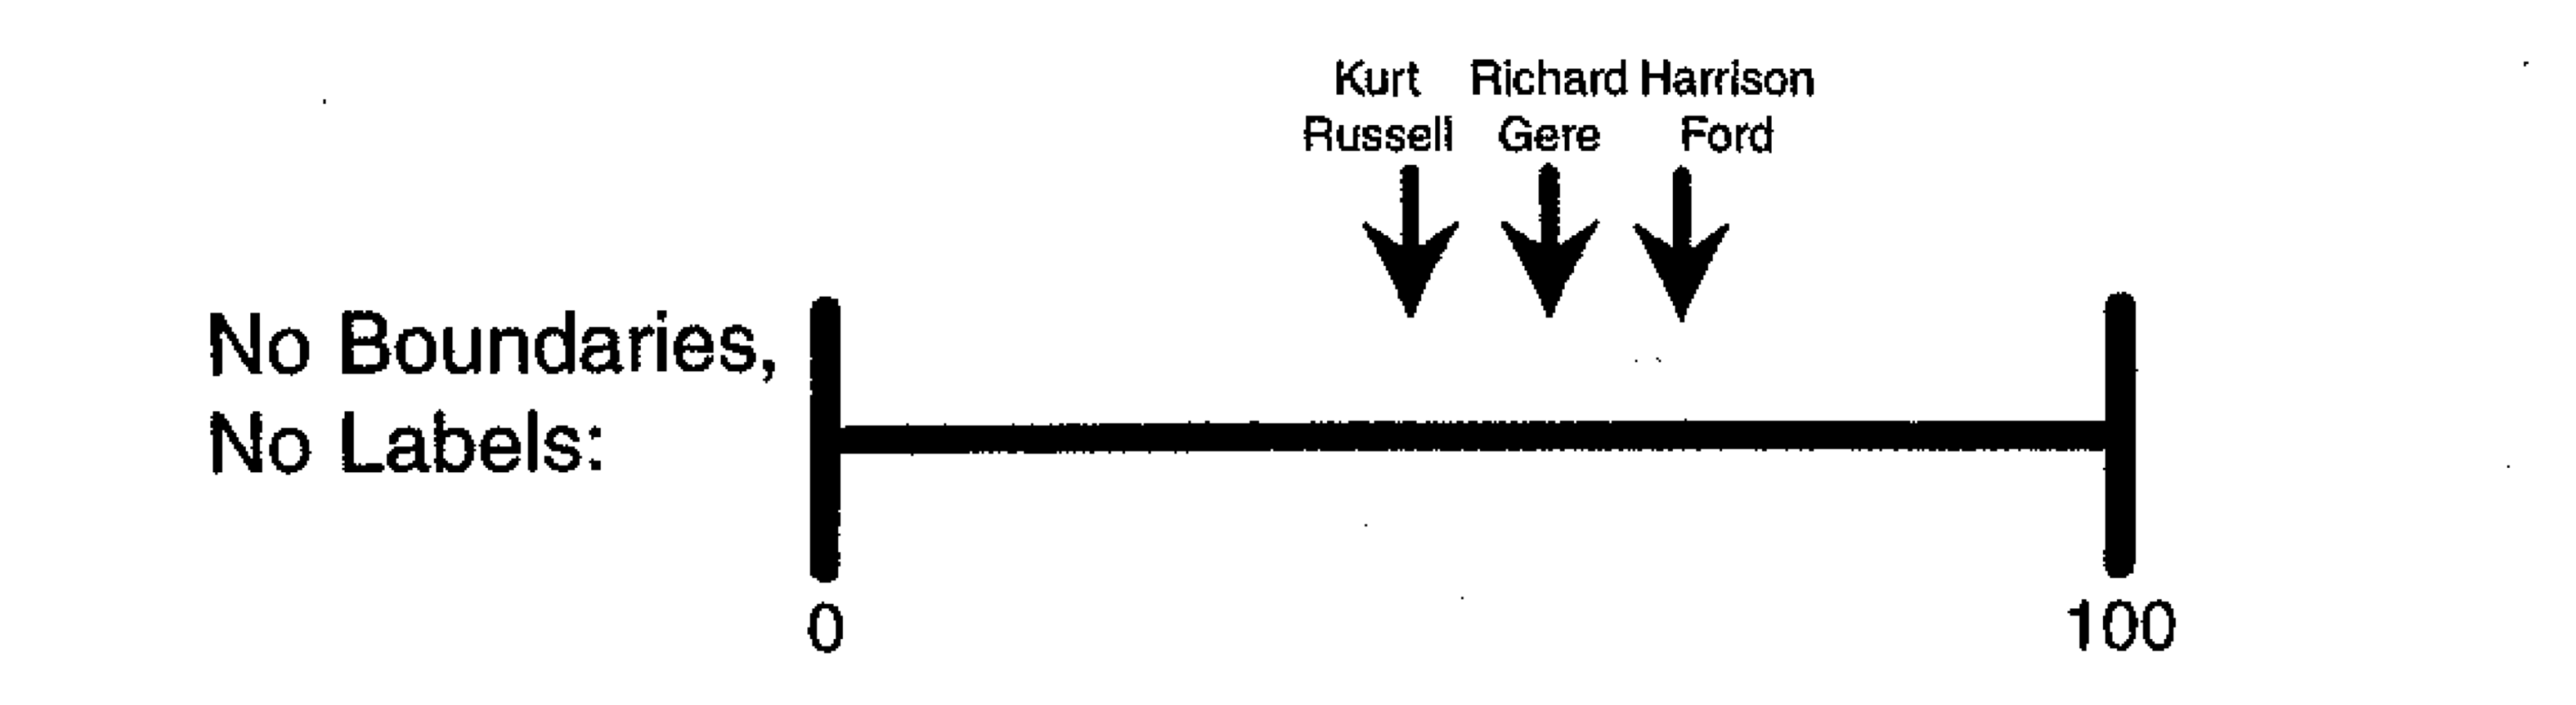 Kurt Richard Harrison
Russell Gere Ford
No Boundaries,
No Labels:
0 100